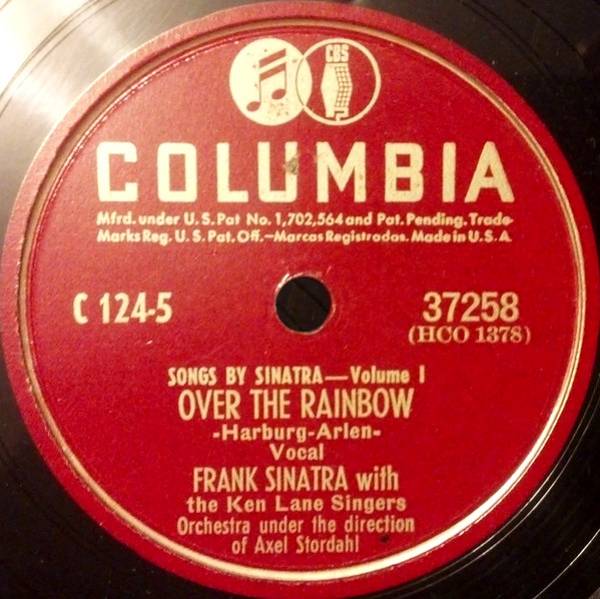 CBS
COLUMBIA
Mfrd. under U.S. Pat No. 1,702,564 and Pat. Pending. Trade-
Marks Reg. U.S. Pat. Off.—Marcas Registradas. Made in U.S.A.
C 124-5
37258
(HCO 1378)
SONGS BY SINATRA—Volume I
OVER THE RAINBOW
-Harburg-Arlen-
Vocal
FRANK SINATRA with
the Ken Lane Singers
Orchestra under the direction
of Axel Stordahl